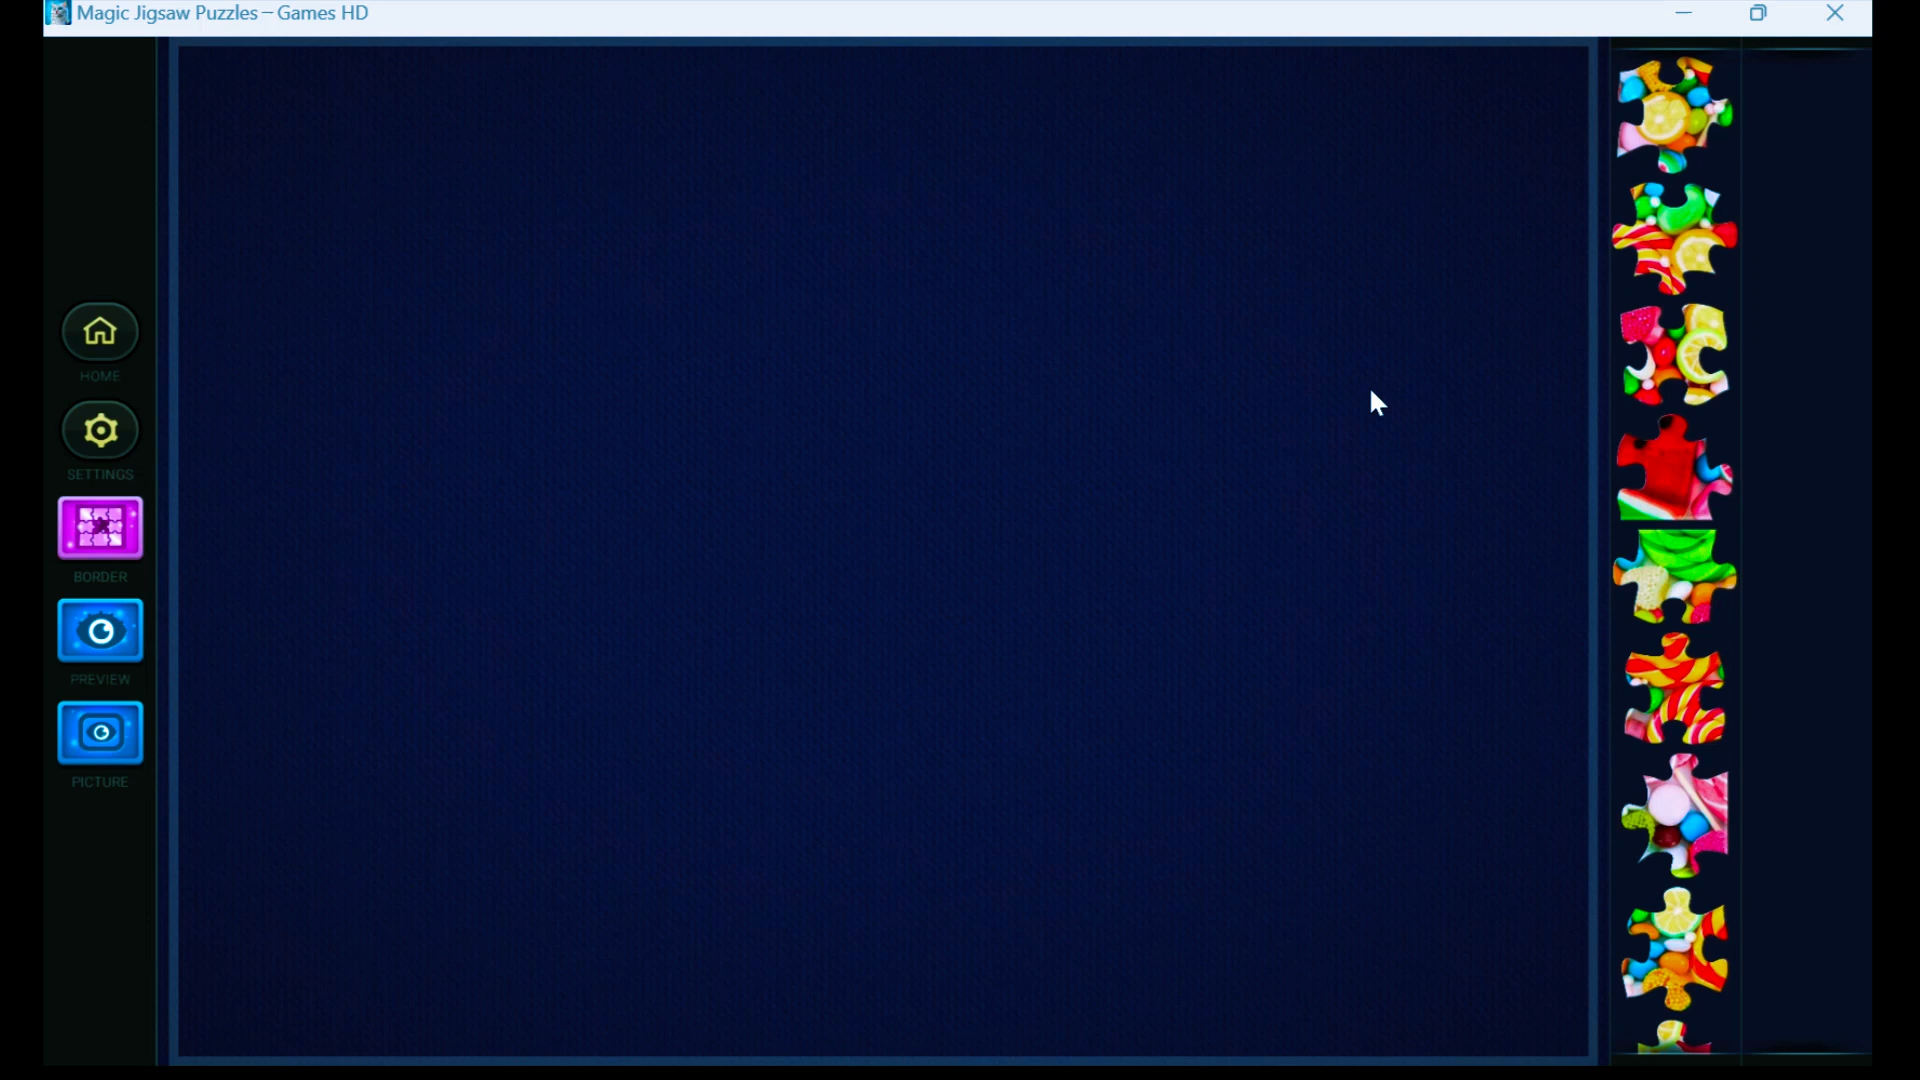 Magic Jigsaw Puzzles – Games HD
HOME
SETTINGS
BORDER
PREVIEW
PICTURE